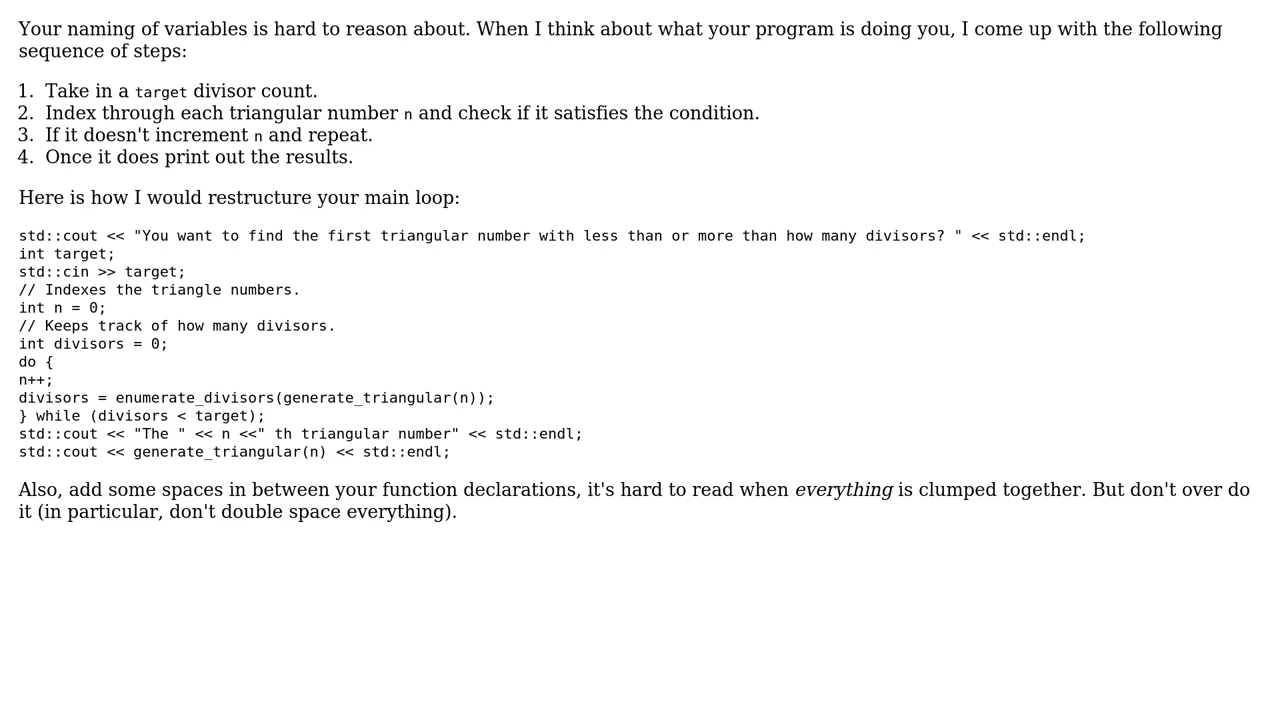 Your naming of variables is hard to reason about. When I think about what your program is doing you, I come up with the following
sequence of steps:
1. Take in a target divisor count.
2. Index through each triangular number n and check if it satisfies the condition.
3. If it doesn't increment n and repeat.
4. Once it does print out the results.
Here is how I would restructure your main loop:
std::cout << "You want to find the first triangular number with less than or more than how many divisors? " << std::endl;
int target;
std::cin >> target;
// Indexes the triangle numbers.
int n = 0;
// Keeps track of how many divisors.
int divisors = 0;
do {
n++;
divisors = enumerate_divisors(generate_triangular(n));
} while (divisors < target);
std::cout << "The " << n <<" th triangular number" << std::endl;
std::cout << generate_triangular(n) << std::endl;
Also, add some spaces in between your function declarations, it's hard to read when everything is clumped together. But don't over do
it (in particular, don't double space everything).